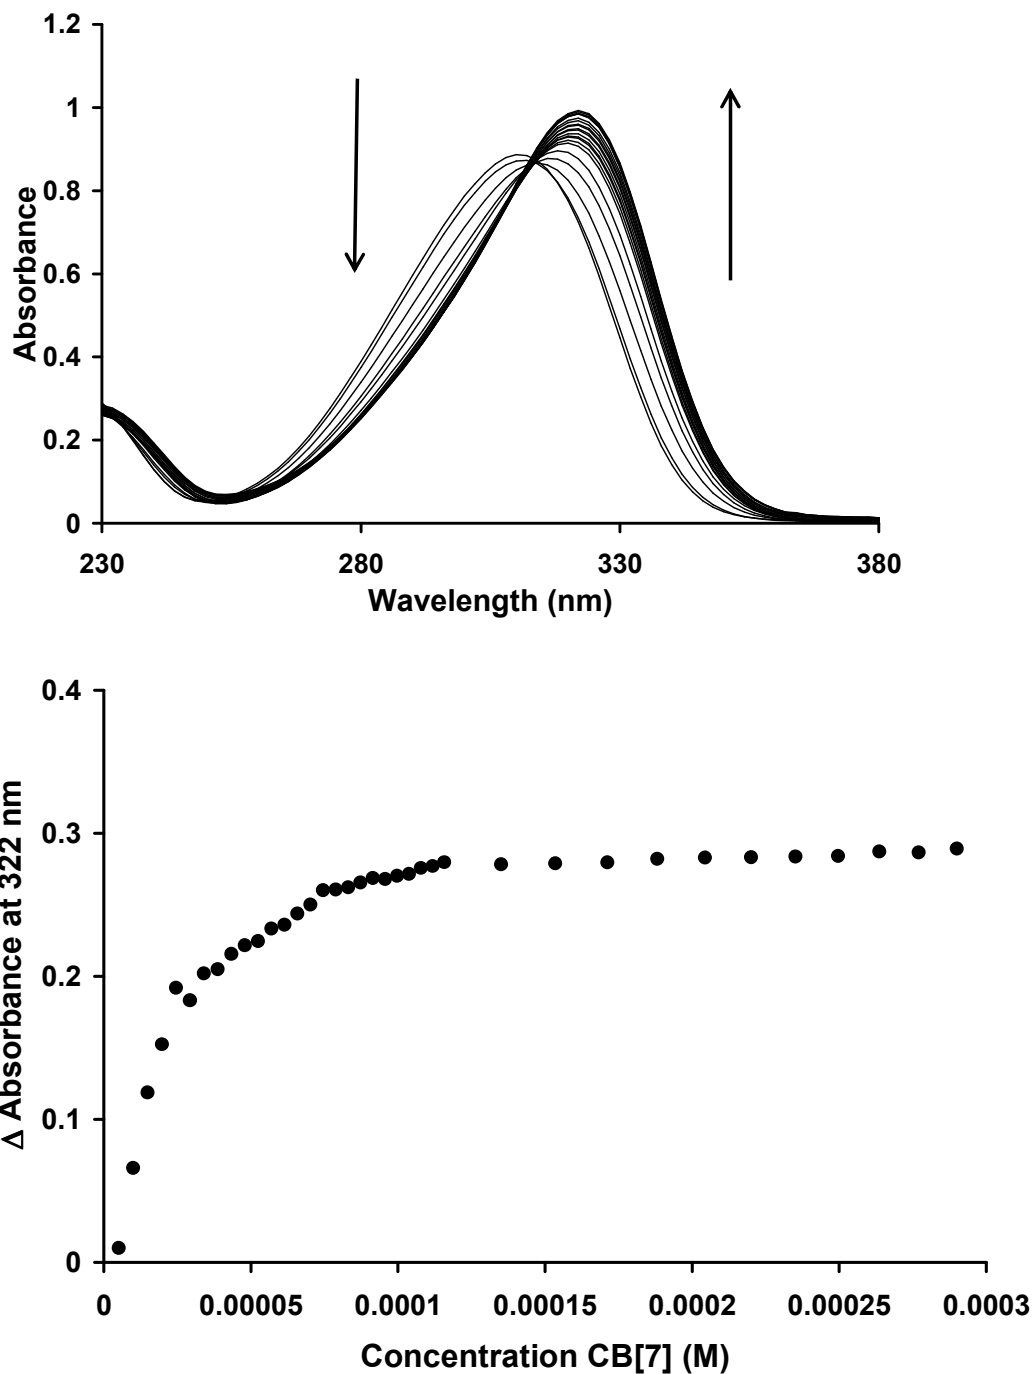 1.2
1
0.8
0.6
0.4
0.2
0
Absorbance
230 280 330 380
Wavelength (nm)
0.4
0.3
0.2
0.1
0
Δ Absorbance at 322 nm
0 0.00005 0.0001 0.00015 0.0002 0.00025 0.0003
Concentration CB[7] (M)